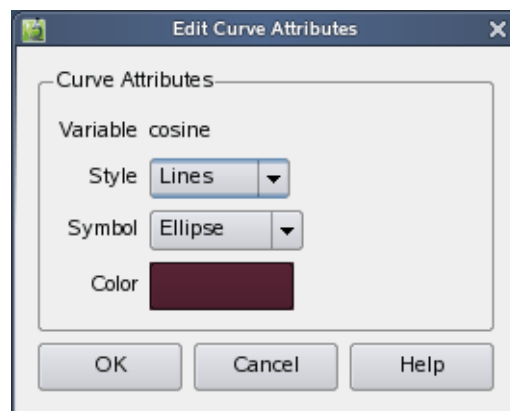 Edit Curve Attributes
Curve Attributes
Variable cosine
Style Lines
Symbol Ellipse
Color
OK Cancel Help